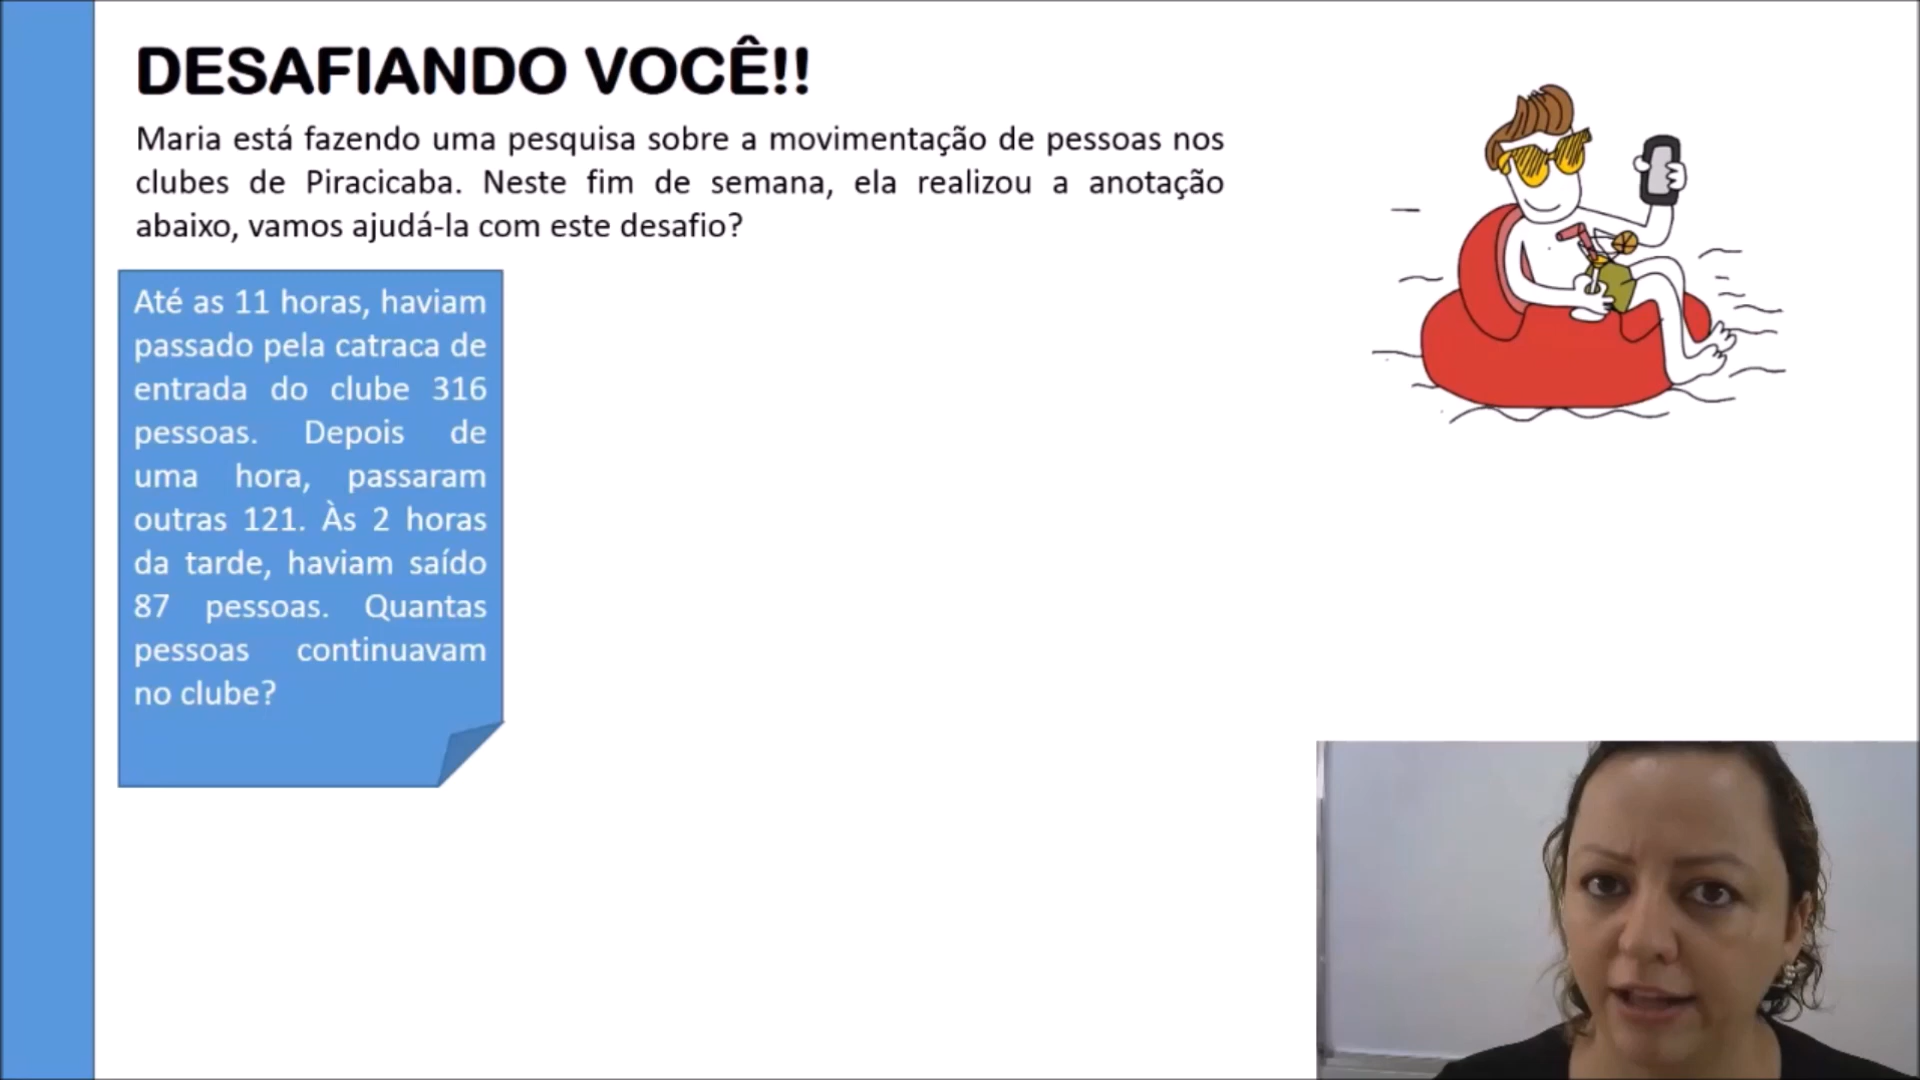 DESAFIANDO VOCÊ!!
Maria está fazendo uma pesquisa sobre a movimentação de pessoas nos
clubes de Piracicaba. Neste fim de semana, ela realizou a anotação
abaixo, vamos ajudá-la com este desafio?
Até as 11 horas, haviam
passado pela catraca de
entrada do clube 316
pessoas. Depois de
uma hora, passaram
outras 121. Às 2 horas
da tarde, haviam saído
87 pessoas. Quantas
pessoas continuavam
no clube?